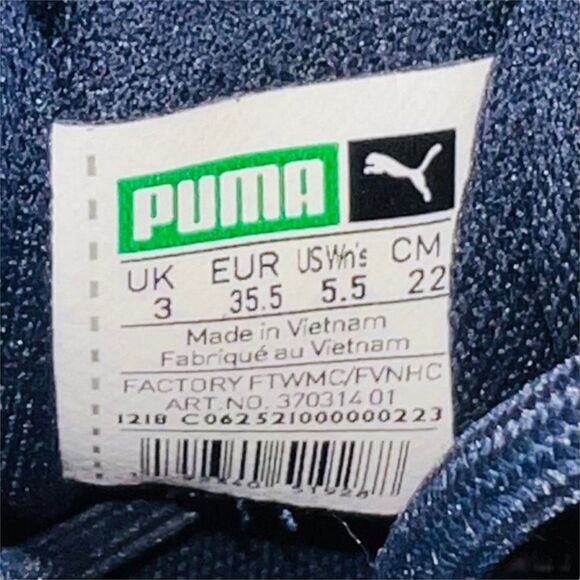 PUMA
UK EUR US Wn's CM
3 35.5 5.5 22
Made in Vietnam
Fabriqué au Vietnam
FACTORY FTWMC/FVNHC
ART.NO. 370314 01
1218 C062521000000223